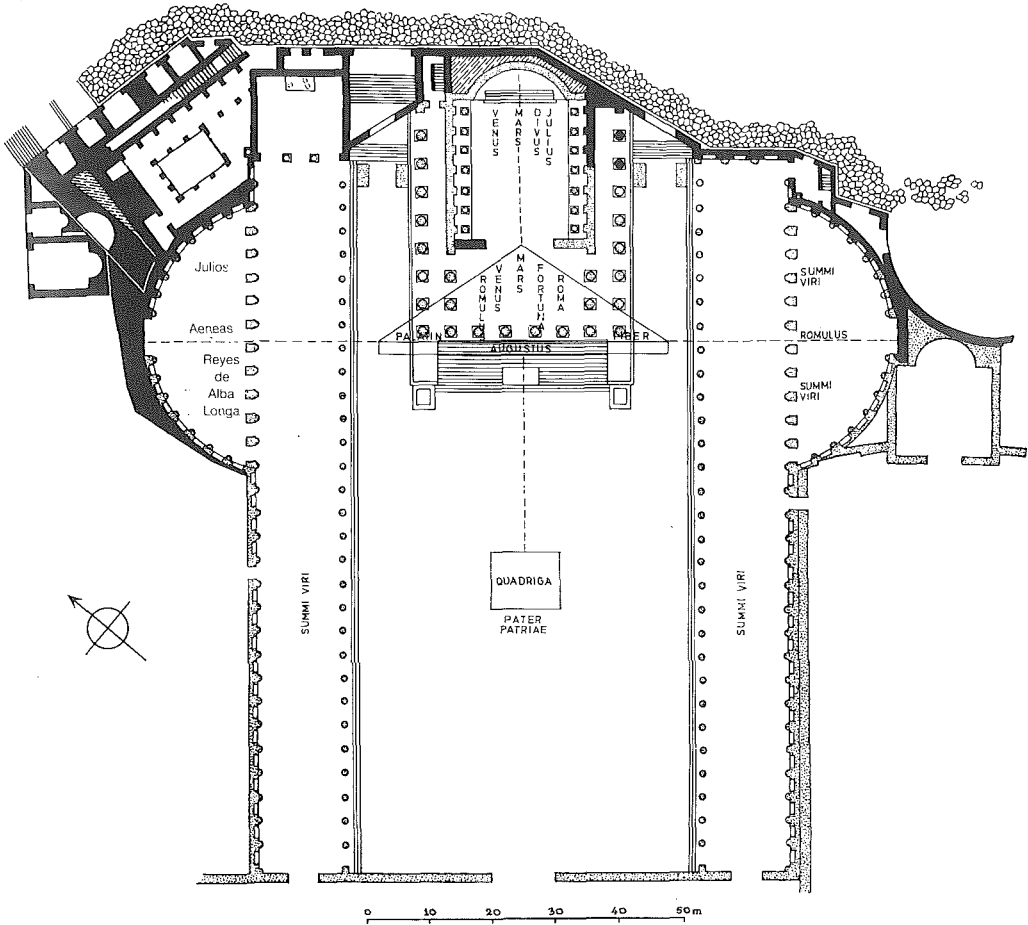 VENUS
MARS
DIVUS
JULIUS
Julios
Aeneas
Reyes
de
Alba
Longa
ROMULUS
VENUS
MARS
FORTUNA
ROMA
PALATIN
TIBER
AUGUSTUS
SUMMI
VIRI
ROMULUS
SUMMI
VIRI
SUMMI VIRI
QUADRIGA
PATER
PATRIAE
SUMMI VIRI
0 10 20 30 40 50 m